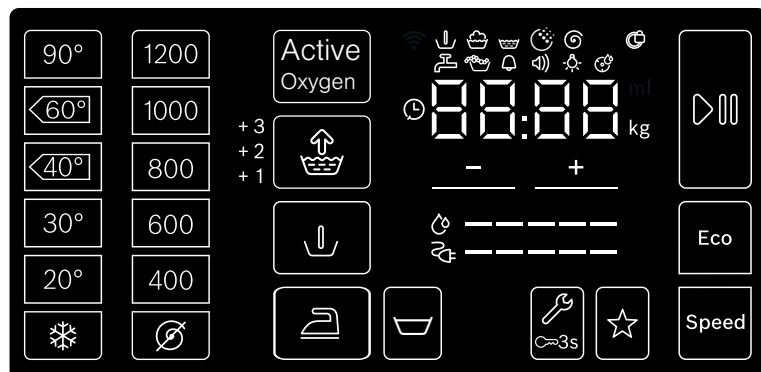 90° 1200 Active
Oxygen
60° 1000 88:88 ml
kg
+ 3
+ 2
+ 1
40° 800 - +
30° 600 Eco
20° 400
3s Speed